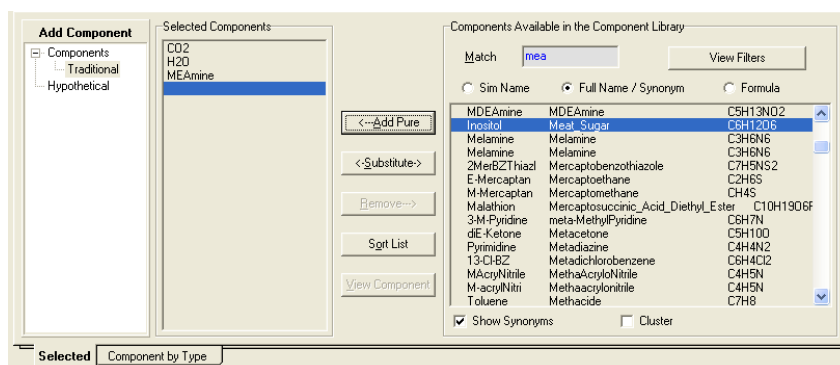 Add Component
Components
Traditional
Hypothetical
Selected Components
CO2
H2O
MEAmine
<---Add Pure
<-Substitute->
Remove--->
Sort List
View Component
Components Available in the Component Library
Match mea View Filters
Sim Name Full Name / Synonym Formula
MDEAmine MDEAmine C5H13NO2
Inositol Meat_Sugar C6H12O6
Melamine Melamine C3H6N6
Melamine Melamine C3H6N6
2MerBZThiazl Mercaptobenzothiazole C7H5NS2
E-Mercaptan Mercaptoethane C2H6S
M-Mercaptan Mercaptomethane CH4S
Malathion Mercaptosuccinic_Acid_Diethyl_Ester C10H19O6F
3-M-Pyridine meta-MethylPyridine C6H7N
diE-Ketone Metacetone C5H10O
Pyrimidine Metadiazine C4H4N2
13-Cl-BZ Metadichlorobenzene C6H4Cl2
MAcryNitrile MethaAcryloNitrile C4H5N
M-acrylNitri Methaacrylonitrile C4H5N
Toluene Methacide C7H8
Show Synonyms Cluster
Selected Component by Type